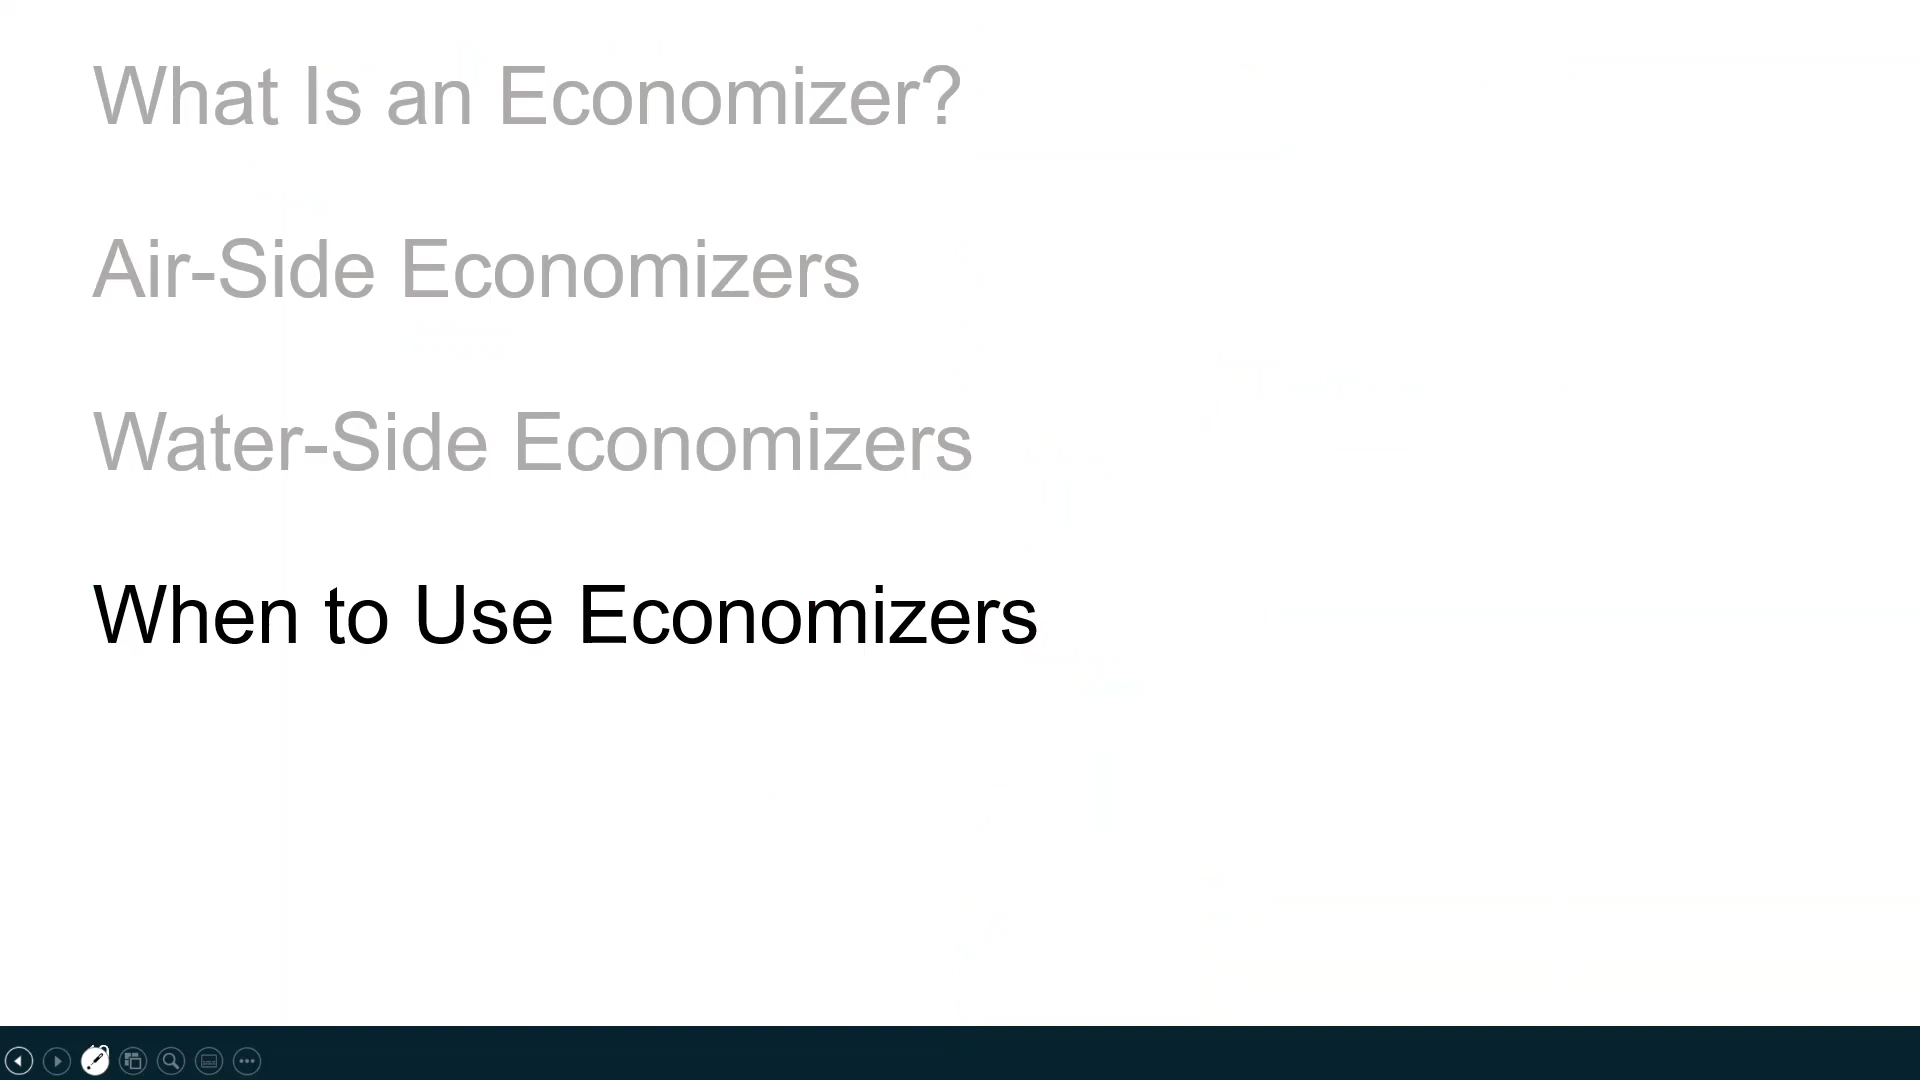 What Is an Economizer?
Air-Side Economizers
Water-Side Economizers
When to Use Economizers